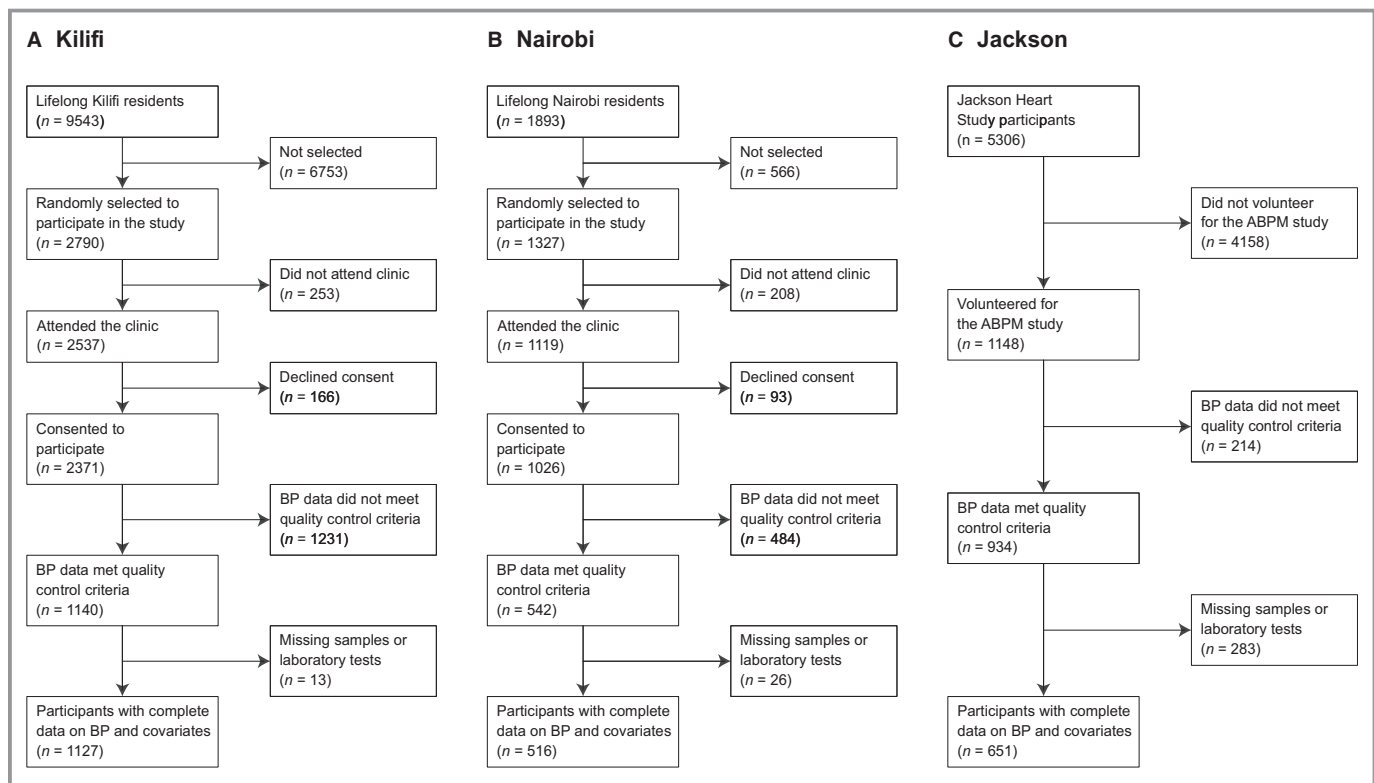 A Kilifi
Lifelong Kilifi residents
(n = 9543)
Not selected
(n = 6753)
Randomly selected to
participate in the study
(n = 2790)
Did not attend clinic
(n = 253)
Attended the clinic
(n = 2537)
Declined consent
(n = 166)
Consented to
participate
(n = 2371)
BP data did not meet
quality control criteria
(n = 1231)
BP data met quality
control criteria
(n = 1140)
Missing samples or
laboratory tests
(n = 13)
Participants with complete
data on BP and covariates
(n = 1127)
B Nairobi
Lifelong Nairobi residents
(n = 1893)
Not selected
(n = 566)
Randomly selected to
participate in the study
(n = 1327)
Did not attend clinic
(n = 208)
Attended the clinic
(n = 1119)
Declined consent
(n = 93)
Consented to
participate
(n = 1026)
BP data did not meet
quality control criteria
(n = 484)
BP data met quality
control criteria
(n = 542)
Missing samples or
laboratory tests
(n = 26)
Participants with complete
data on BP and covariates
(n = 516)
C Jackson
Jackson Heart
Study participants
(n = 5306)
Did not volunteer
for the ABPM study
(n = 4158)
Volunteered for
the ABPM study
(n = 1148)
BP data did not meet
quality control criteria
(n = 214)
BP data met quality
control criteria
(n = 934)
Missing samples or
laboratory tests
(n = 283)
Participants with complete
data on BP and covariates
(n = 651)